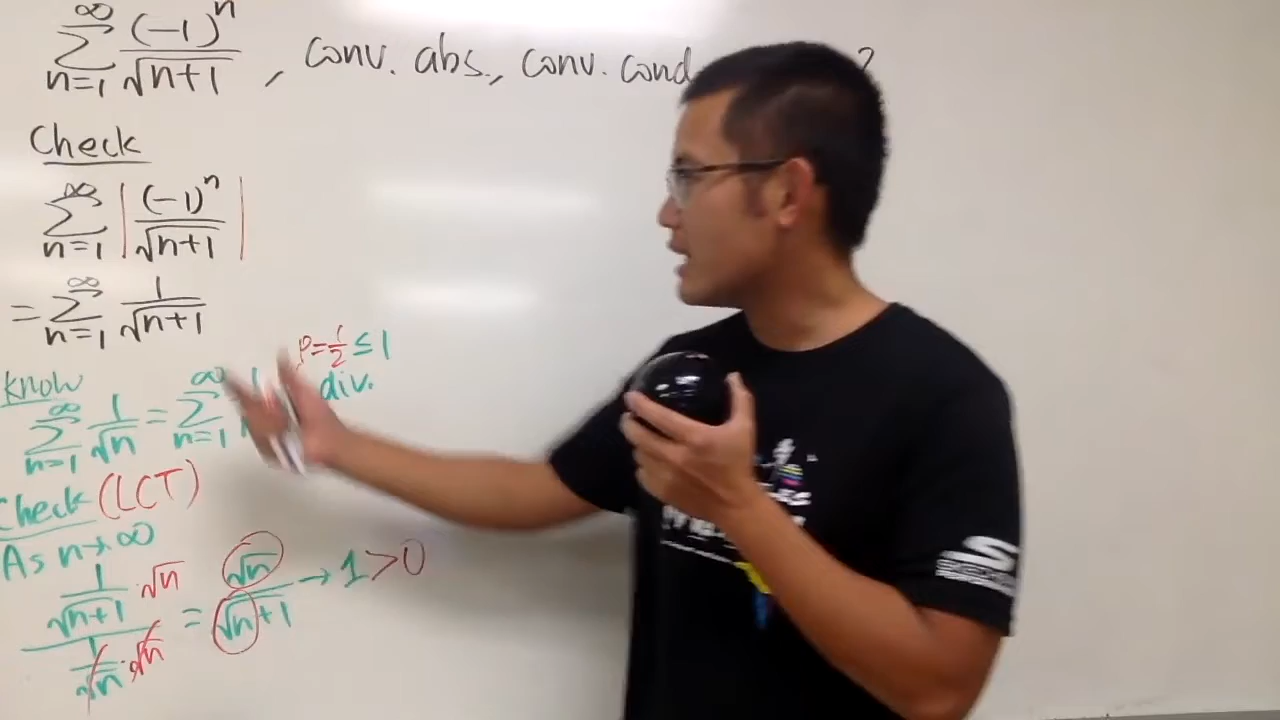 ∞ Σ n=1 (-1)^n / √n+1 , conv. abs., conv. cond ?
Check
∞ Σ n=1 | (-1)^n / √n+1 |
= ∞ Σ n=1 1 / √n+1
p = 1/2 ≤ 1
Know
∞ Σ n=1 1 / √n = ∞ Σ n=1 1 div.
Check (LCT)
As n→∞
1 / √n+1 · √n / 1 / √n · √n = √n / √n+1 → 1 > 0